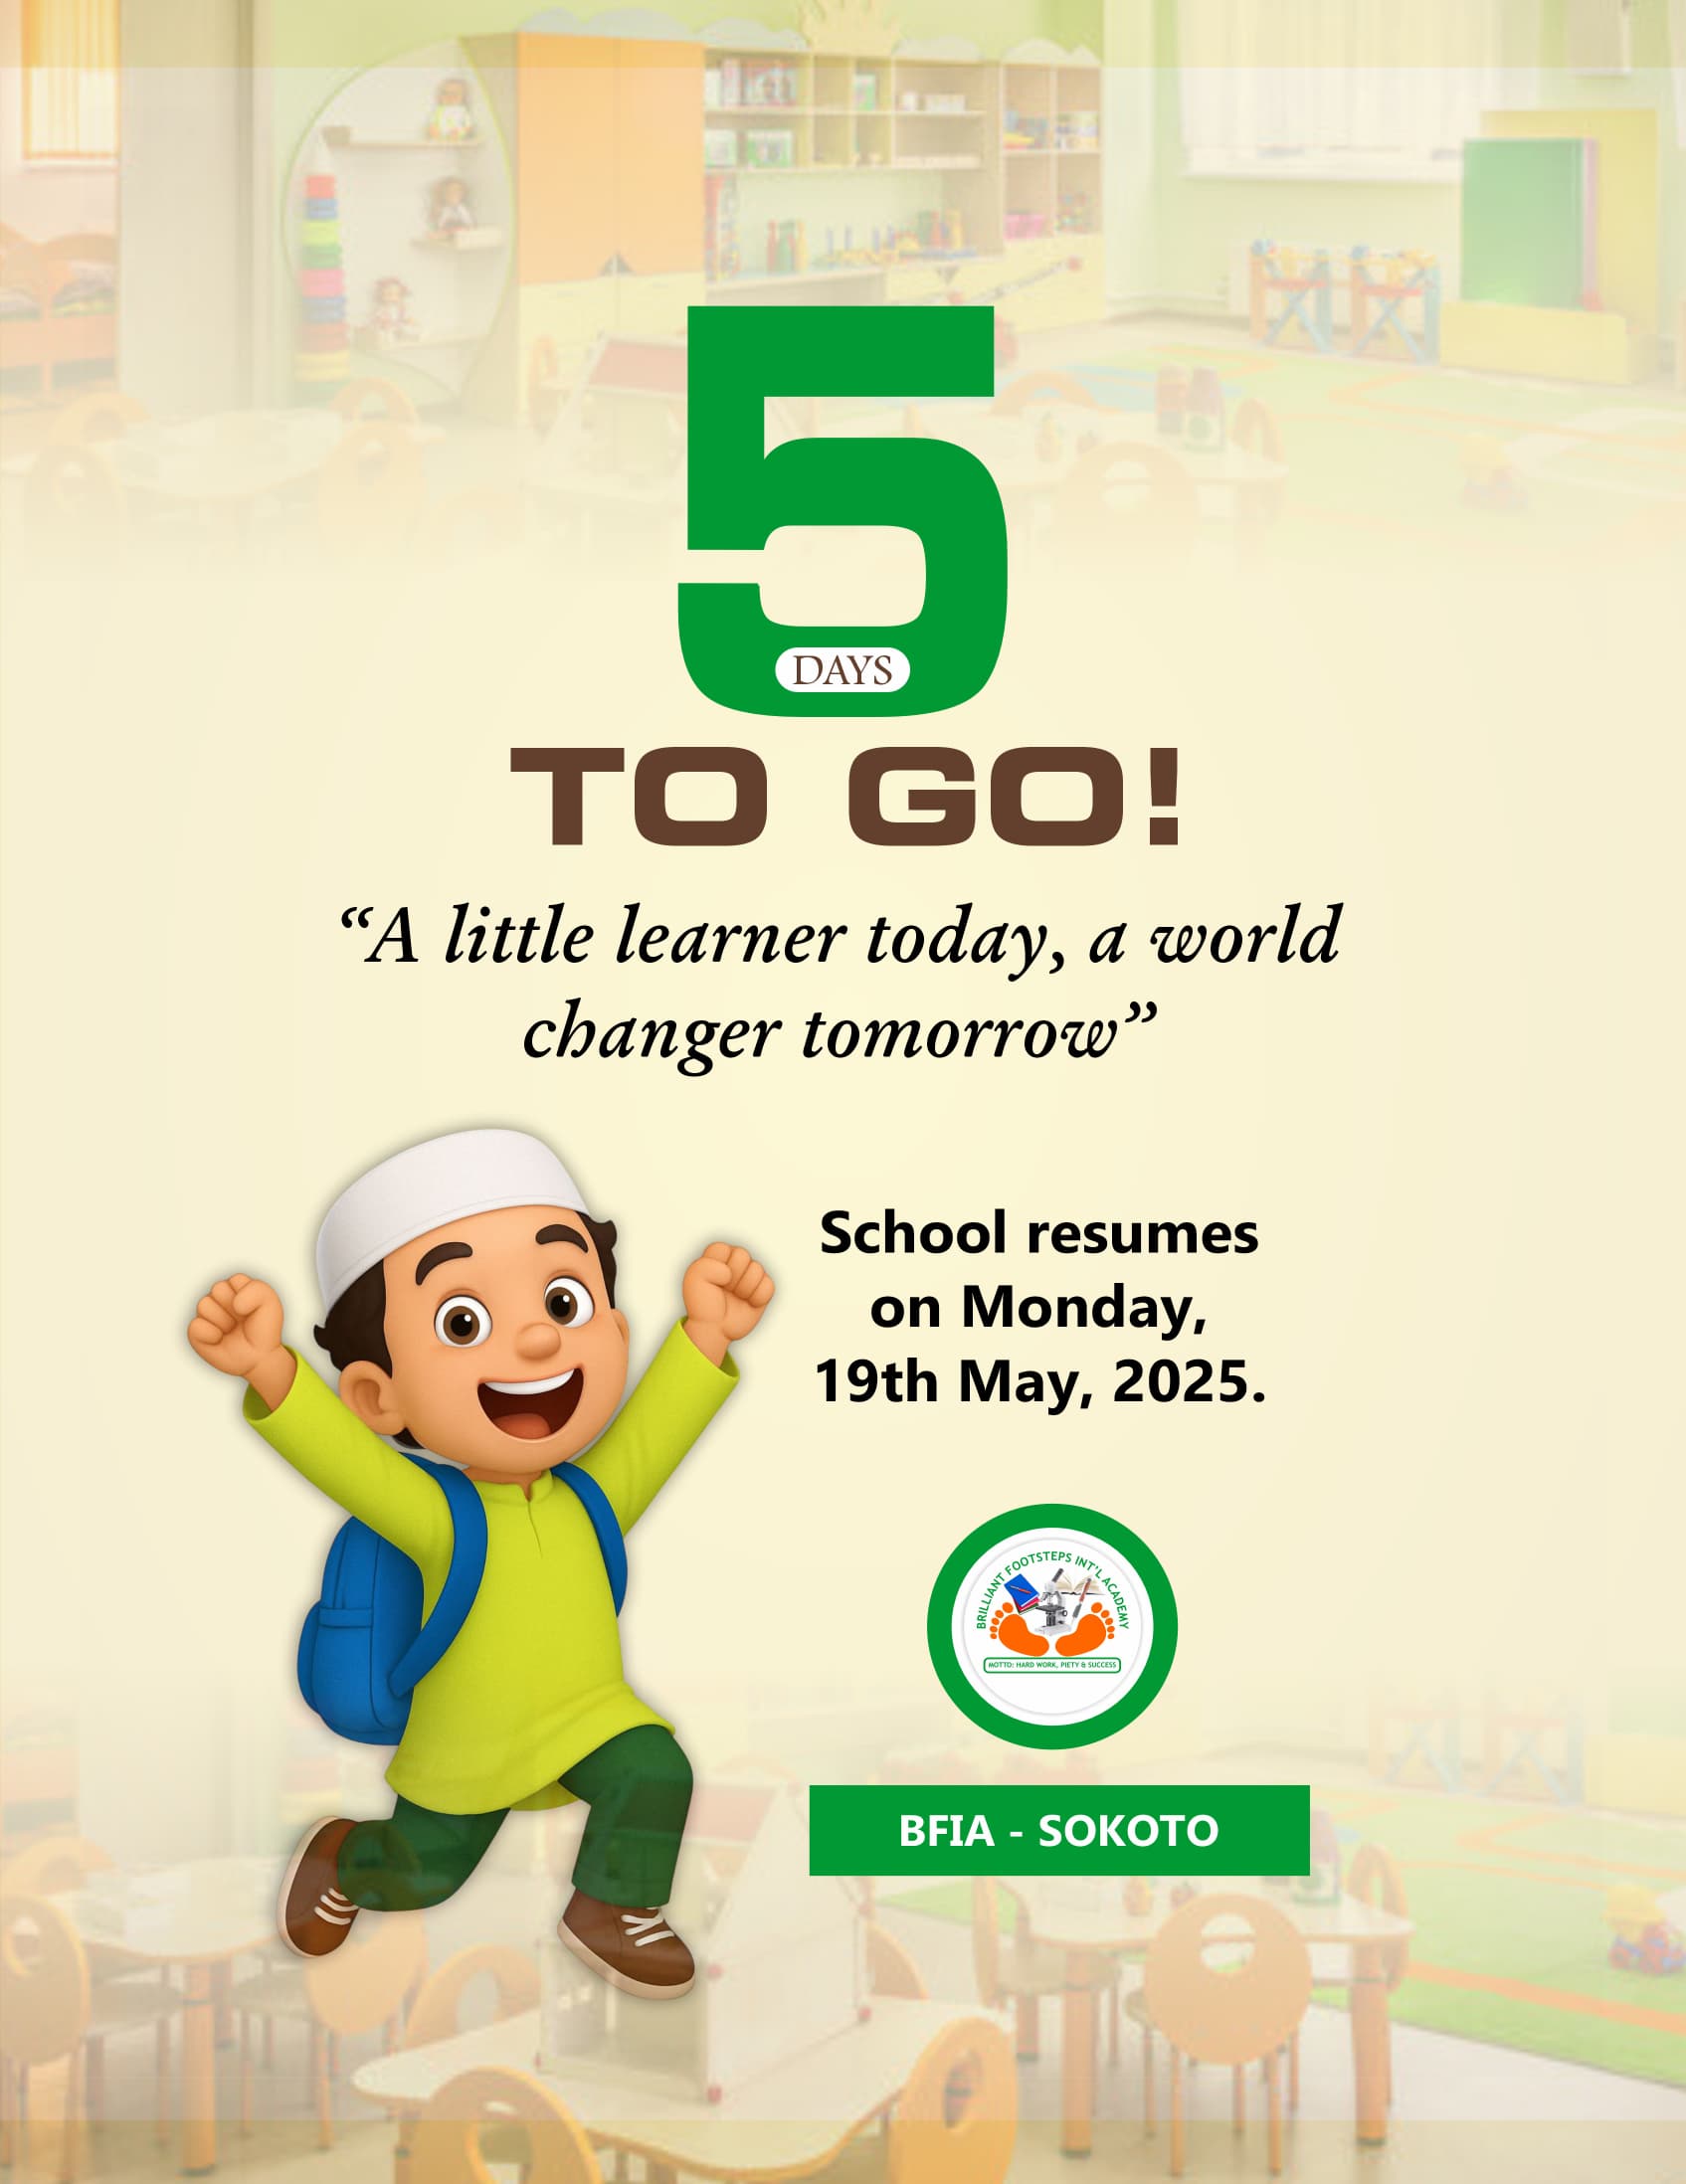 5
DAYS
TO GO!
“A little learner today, a world
changer tomorrow”
School resumes
on Monday,
19th May, 2025.
BRILLIANT FOOTSTEPS INT'L ACADEMY
MOTTO: HARD WORK, PIETY & SUCCESS
BFIA - SOKOTO